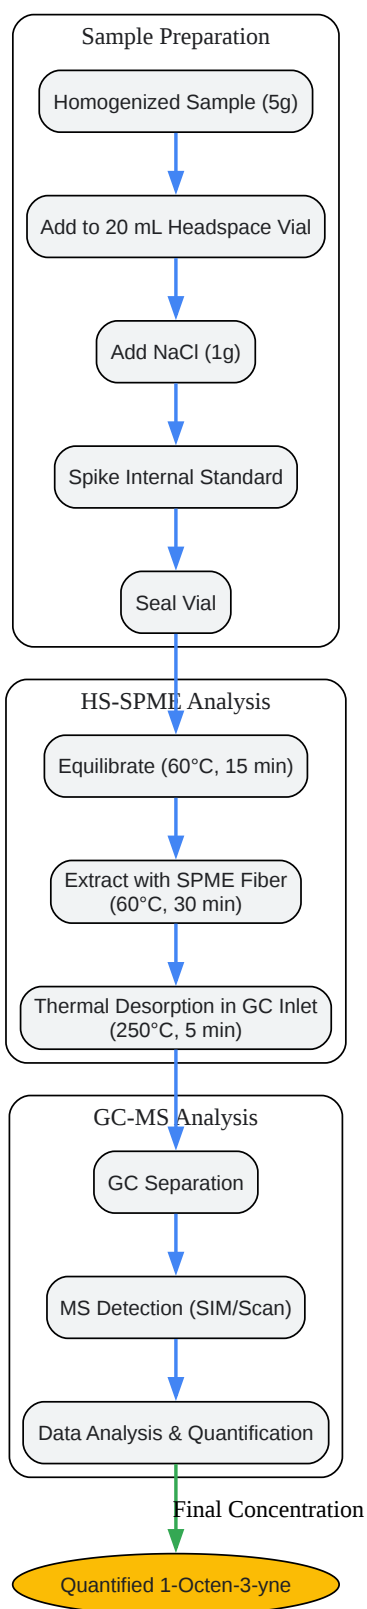 Sample Preparation
Homogenized Sample (5g)
Add to 20 mL Headspace Vial
Add NaCl (1g)
Spike Internal Standard
Seal Vial
HS-SPME Analysis
Equilibrate (60°C, 15 min)
Extract with SPME Fiber
(60°C, 30 min)
Thermal Desorption in GC Inlet
(250°C, 5 min)
GC-MS Analysis
GC Separation
MS Detection (SIM/Scan)
Data Analysis & Quantification
Final Concentration
Quantified 1-Octen-3-yne